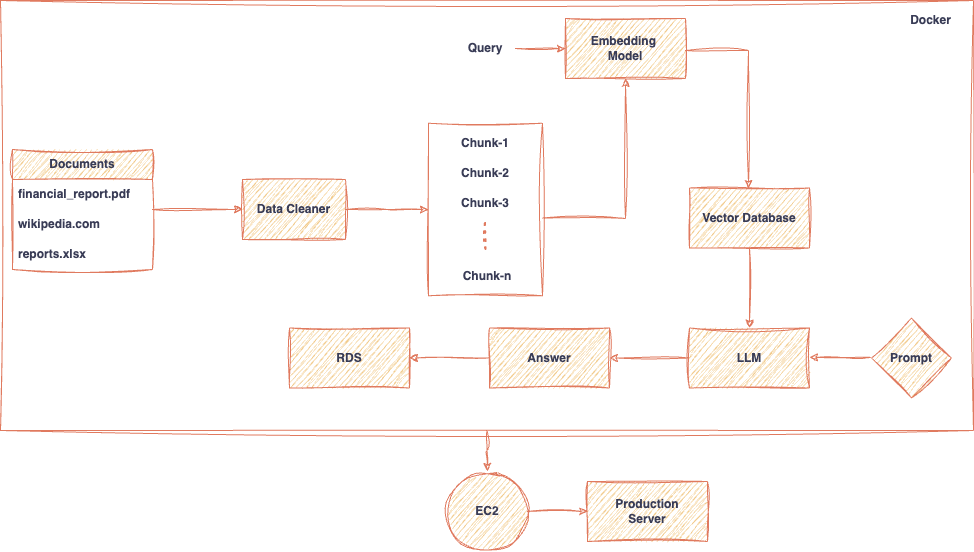 Docker
Query
Embedding
Model
Documents
financial_report.pdf
wikipedia.com
reports.xlsx
Data Cleaner
Chunk-1
Chunk-2
Chunk-3
Chunk-n
Vector Database
RDS
Answer
LLM
Prompt
EC2
Production
Server